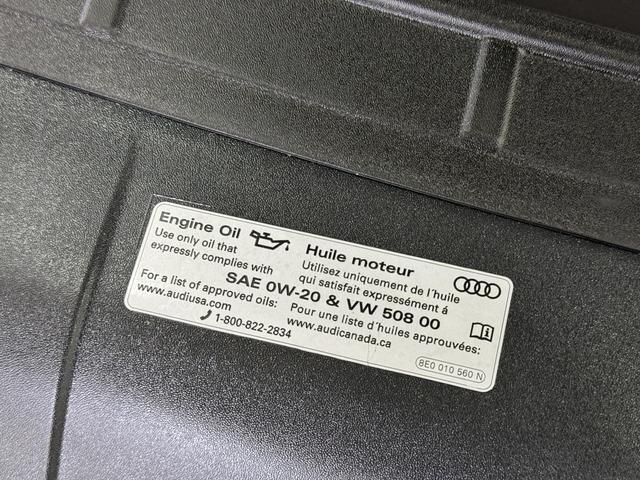 Engine Oil
Use only oil that
expressly complies with
Huile moteur
Utilisez uniquement de l'huile
qui satisfait expressément á
SAE 0W-20 & VW 508 00
For a list of approved oils:
www.audiusa.com
1-800-822-2834
Pour une liste d'huiles approuvées:
www.audicanada.ca
8E0 010 560 N